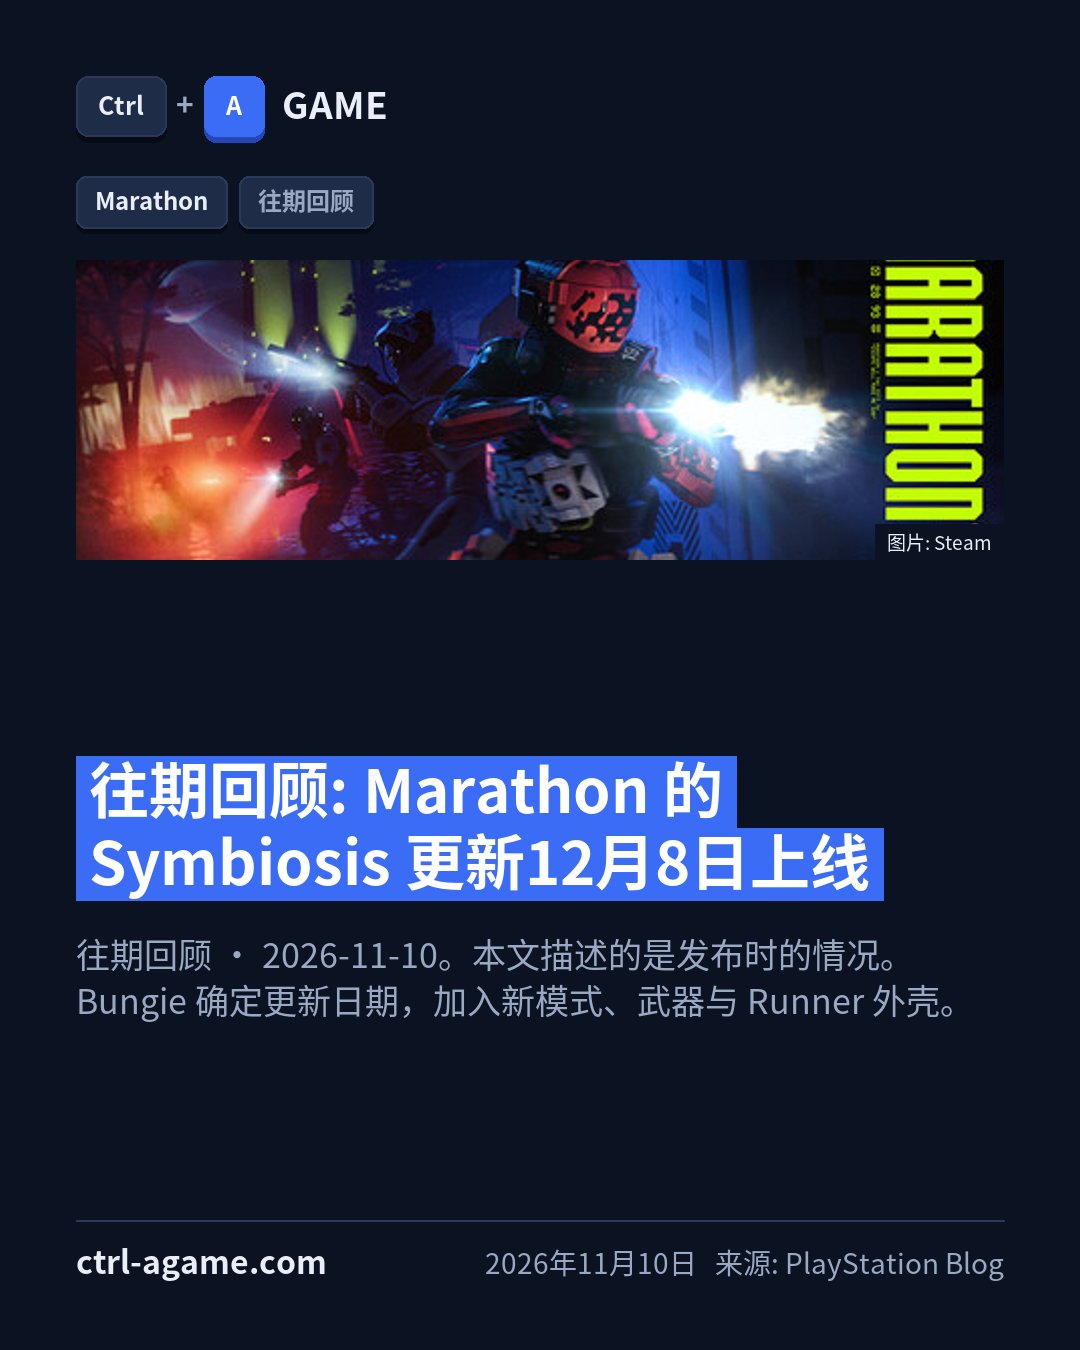 Ctrl + A GAME
Marathon 往期回顾
ARATHON
图片: Steam
往期回顾: Marathon 的
Symbiosis 更新12月8日上线
往期回顾 · 2026-11-10。本文描述的是发布时的情况。
Bungie 确定更新日期，加入新模式、武器与 Runner 外壳。
ctrl-agame.com 2026年11月10日 来源: PlayStation Blog